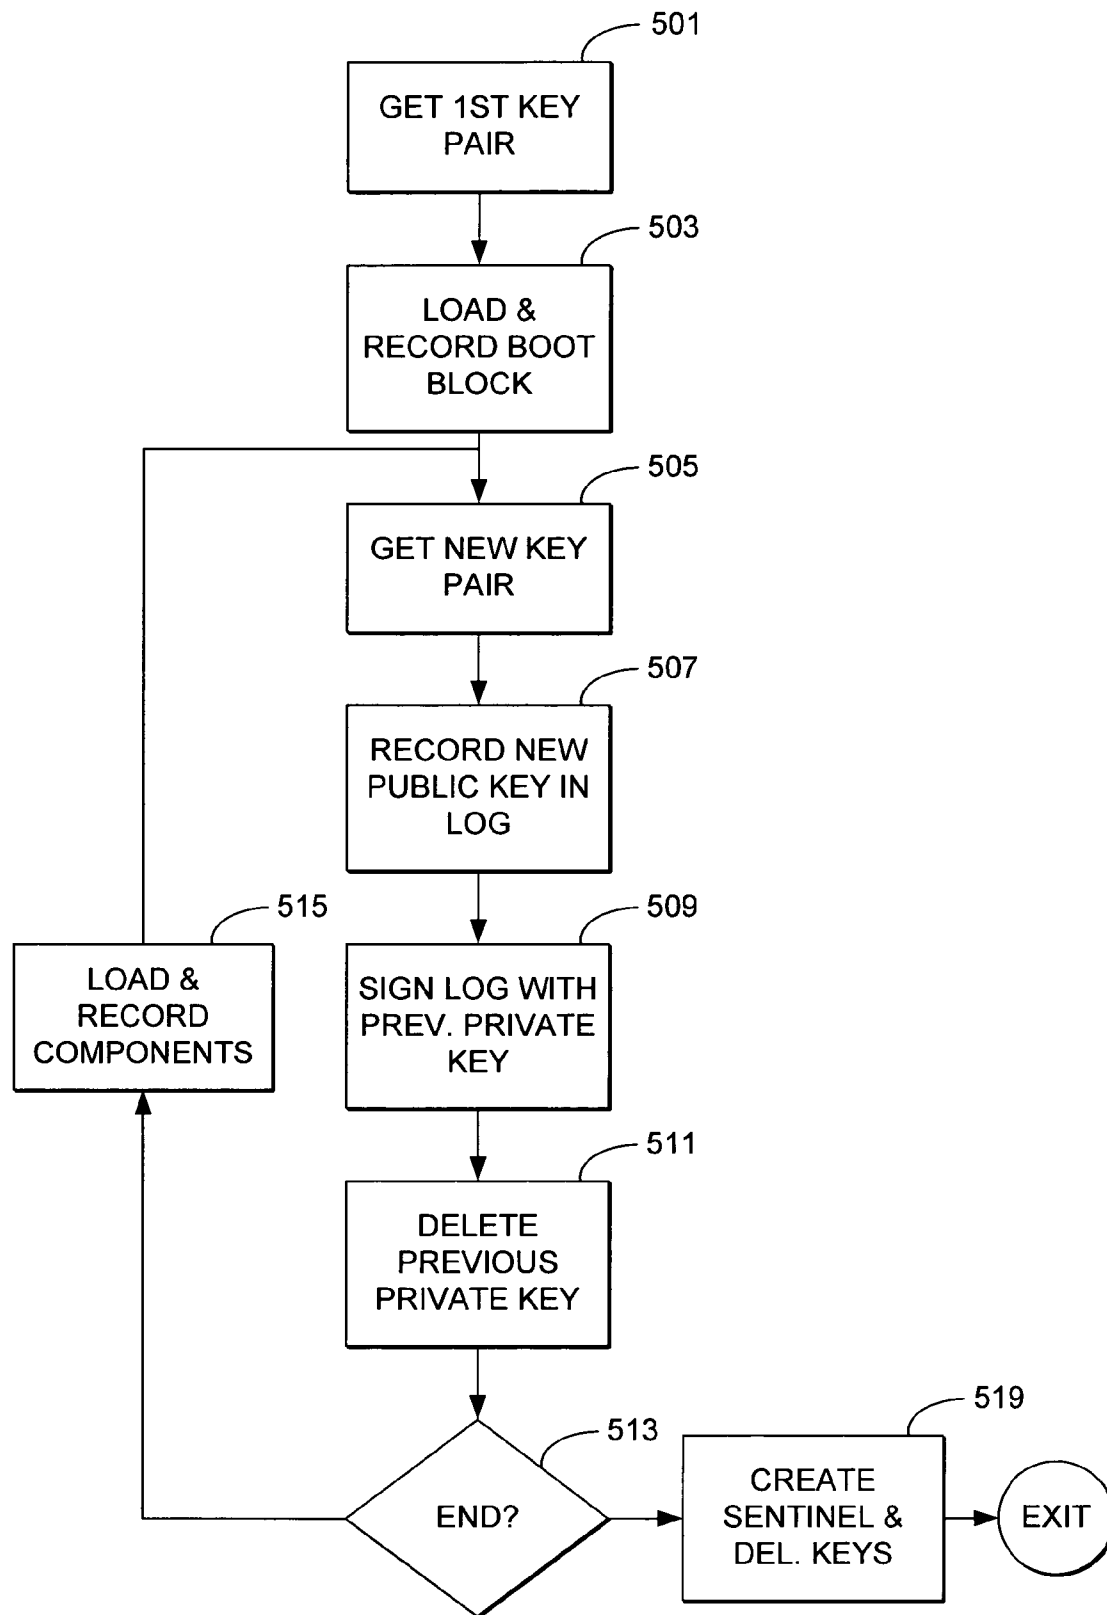 501
GET 1ST KEY
PAIR
503
LOAD &
RECORD BOOT
BLOCK
505
GET NEW KEY
PAIR
507
RECORD NEW
PUBLIC KEY IN
LOG
515
LOAD &
RECORD
COMPONENTS
509
SIGN LOG WITH
PREV. PRIVATE
KEY
511
DELETE
PREVIOUS
PRIVATE KEY
513
END?
519
CREATE
SENTINEL &
DEL. KEYS
EXIT